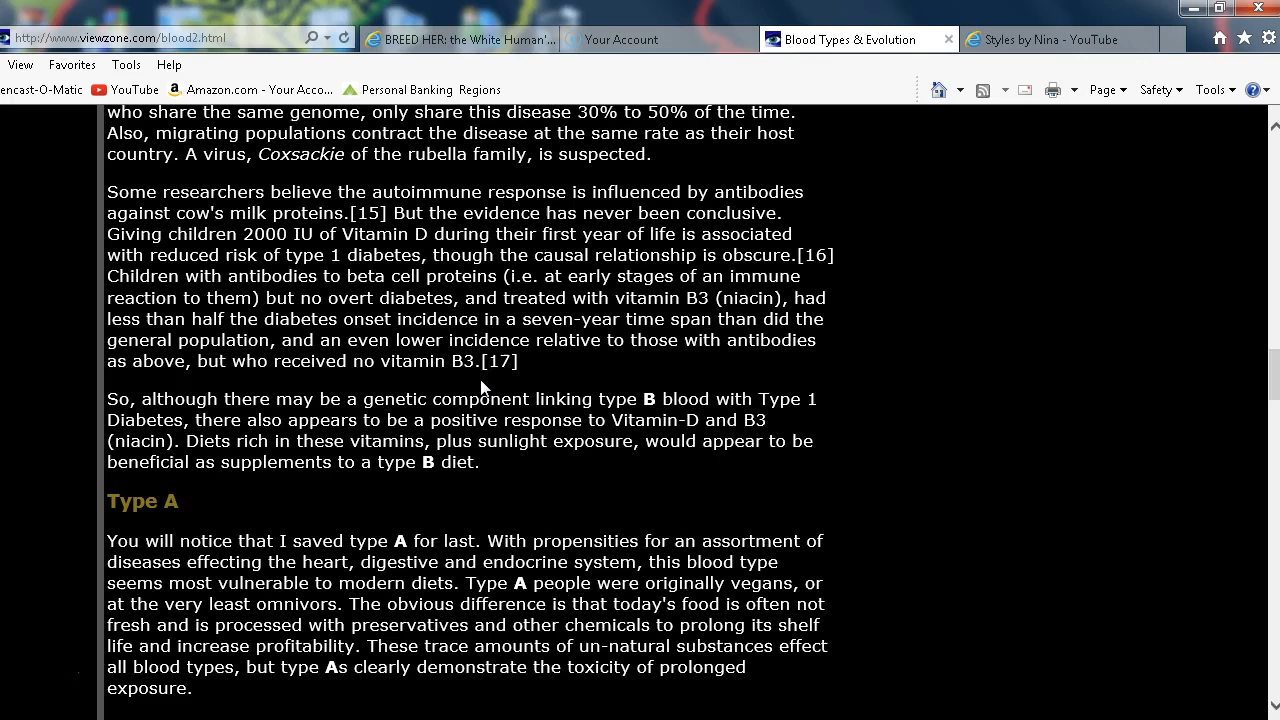 http://www.viewzone.com/blood2.html
BREED HER: the White Human'...
Your Account
Blood Types & Evolution
Styles by Nina - YouTube
View Favorites Tools Help
encast-O-Matic YouTube Amazon.com - Your Acco... Personal Banking Regions
Page Safety Tools
who share the same genome, only share this disease 30% to 50% of the time.
Also, migrating populations contract the disease at the same rate as their host
country. A virus, Coxsackie of the rubella family, is suspected.
Some researchers believe the autoimmune response is influenced by antibodies
against cow's milk proteins.[15] But the evidence has never been conclusive.
Giving children 2000 IU of Vitamin D during their first year of life is associated
with reduced risk of type 1 diabetes, though the causal relationship is obscure.[16]
Children with antibodies to beta cell proteins (i.e. at early stages of an immune
reaction to them) but no overt diabetes, and treated with vitamin B3 (niacin), had
less than half the diabetes onset incidence in a seven-year time span than did the
general population, and an even lower incidence relative to those with antibodies
as above, but who received no vitamin B3.[17]
So, although there may be a genetic component linking type B blood with Type 1
Diabetes, there also appears to be a positive response to Vitamin-D and B3
(niacin). Diets rich in these vitamins, plus sunlight exposure, would appear to be
beneficial as supplements to a type B diet.
Type A
You will notice that I saved type A for last. With propensities for an assortment of
diseases effecting the heart, digestive and endocrine system, this blood type
seems most vulnerable to modern diets. Type A people were originally vegans, or
at the very least omnivors. The obvious difference is that today's food is often not
fresh and is processed with preservatives and other chemicals to prolong its shelf
life and increase profitability. These trace amounts of un-natural substances effect
all blood types, but type As clearly demonstrate the toxicity of prolonged
exposure.